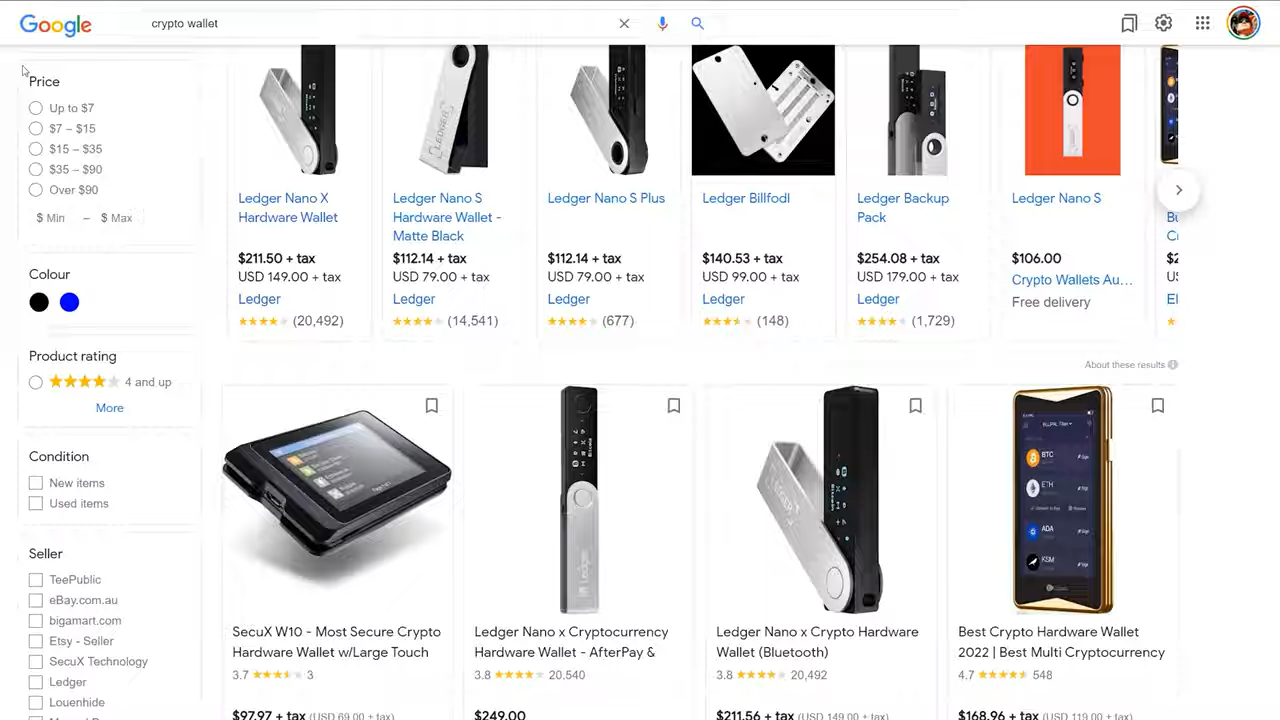 Google
crypto wallet
Price
Up to $7
$7 – $15
$15 – $35
$35 – $90
Over $90
$ Min – $ Max
Colour
Product rating
4 and up
More
Condition
New items
Used items
Seller
TeePublic
eBay.com.au
bigamart.com
Etsy - Seller
SecuX Technology
Ledger
Louenhide
Ledger Nano X
Hardware Wallet
$211.50 + tax
USD 149.00 + tax
Ledger
(20,492)
LEDGER
Ledger Nano S
Hardware Wallet -
Matte Black
$112.14 + tax
USD 79.00 + tax
Ledger
(14,541)
Ledger Nano S Plus
$112.14 + tax
USD 79.00 + tax
Ledger
(677)
Ledger Billfodl
$140.53 + tax
USD 99.00 + tax
Ledger
(148)
Ledger Backup
Pack
$254.08 + tax
USD 179.00 + tax
Ledger
(1,729)
Ledger Nano S
$106.00
Crypto Wallets Au...
Free delivery
About these results
SecuX W10 - Most Secure Crypto
Hardware Wallet w/Large Touch
3.7 3
$97.97 + tax (USD 69.00 + tax)
Bitcoin
Ledger
Ledger Nano x Cryptocurrency
Hardware Wallet - AfterPay &
3.8 20,540
$249.00
Bitcoin
Ledger Nano x Crypto Hardware
Wallet (Bluetooth)
3.8 20,492
$211.56 + tax (USD 149.00 + tax)
BTC
ETH
ADA
KSM
Best Crypto Hardware Wallet
2022 | Best Multi Cryptocurrency
4.7 548
$168.96 + tax (USD 119.00 + tax)